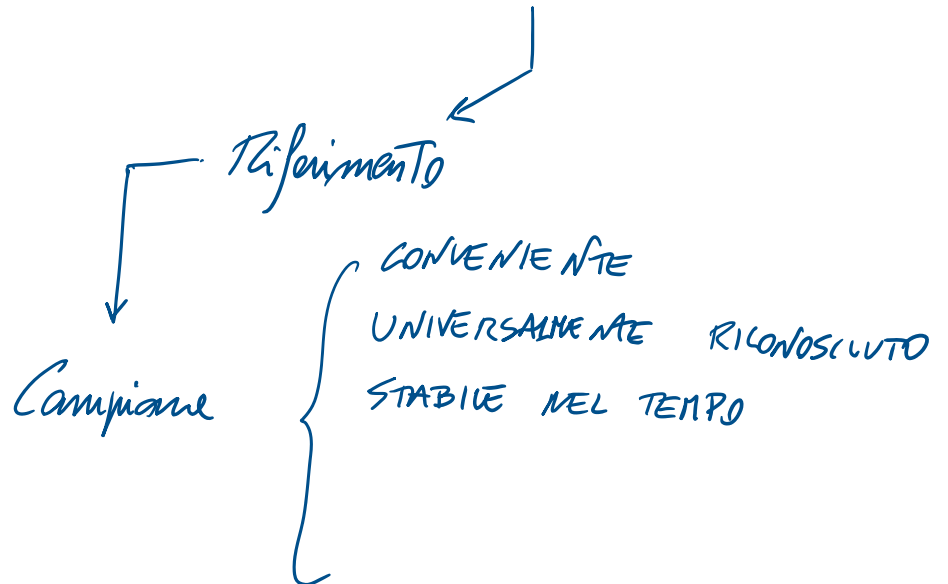 Riferimento
CONVENIENTE
UNIVERSALMENTE RICONOSCIUTO
STABILE NEL TEMPO
Campione